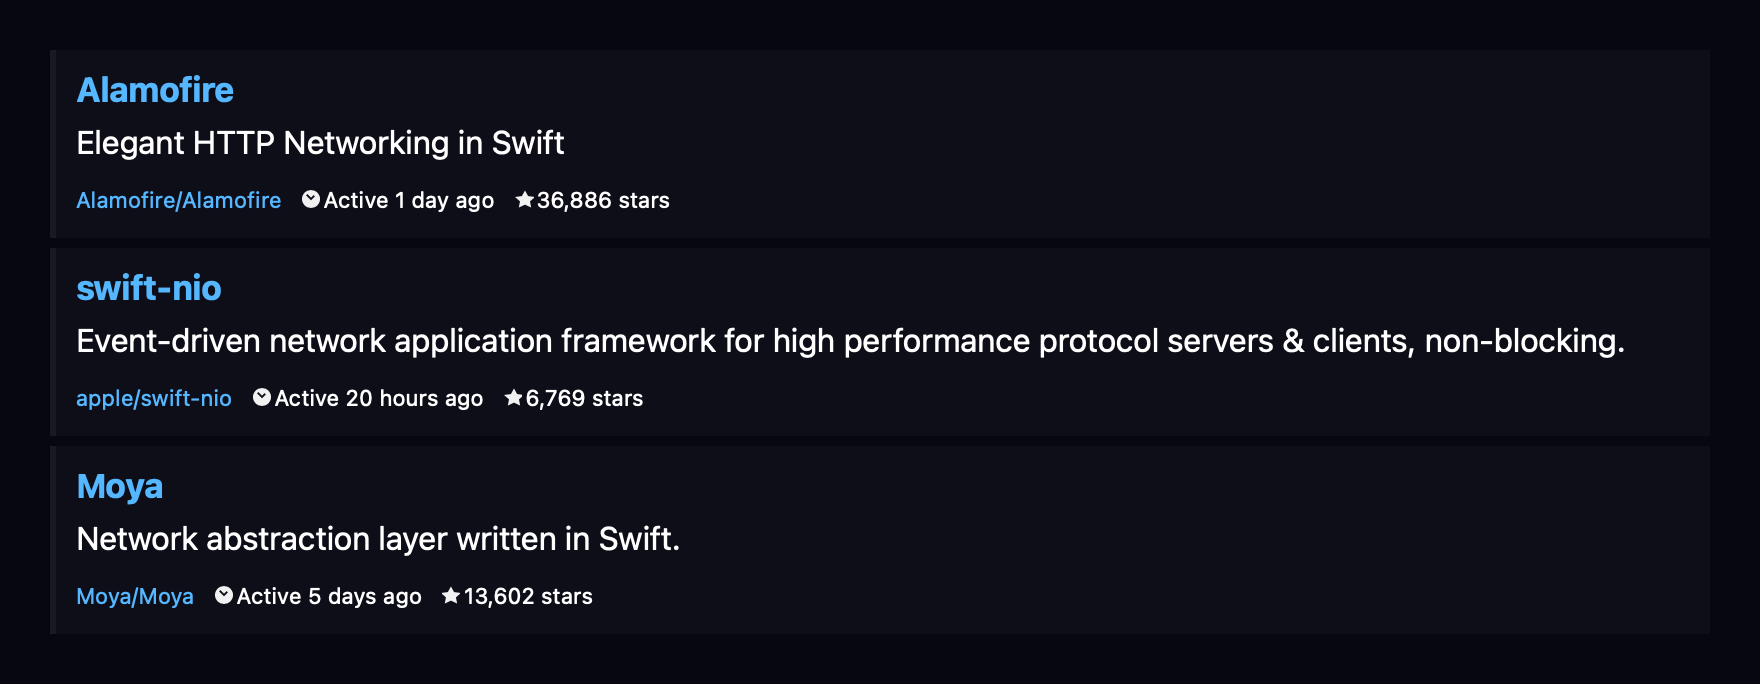 Alamofire
Elegant HTTP Networking in Swift
Alamofire/Alamofire Active 1 day ago 36,886 stars
swift-nio
Event-driven network application framework for high performance protocol servers & clients, non-blocking.
apple/swift-nio Active 20 hours ago 6,769 stars
Moya
Network abstraction layer written in Swift.
Moya/Moya Active 5 days ago 13,602 stars